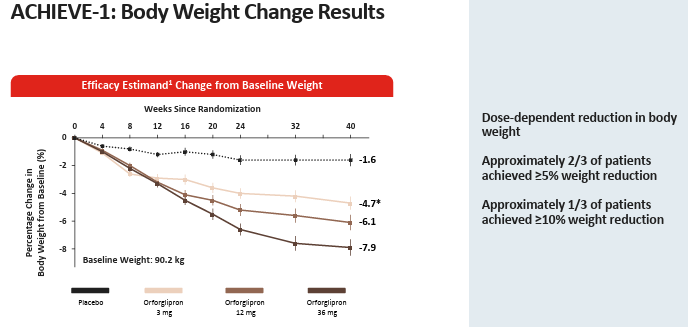 ACHIEVE-1: Body Weight Change Results
Efficacy Estimand¹ Change from Baseline Weight
Weeks Since Randomization
0 4 8 12 16 20 24 32 40
Percentage Change in
Body Weight from Baseline (%)
0
-2
-4
-6
-8
-1.6
-4.7*
-6.1
-7.9
Baseline Weight: 90.2 kg
Placebo
Orforglipron
3 mg
Orforglipron
12 mg
Orforglipron
36 mg
Dose-dependent reduction in body
weight
Approximately 2/3 of patients
achieved ≥5% weight reduction
Approximately 1/3 of patients
achieved ≥10% weight reduction